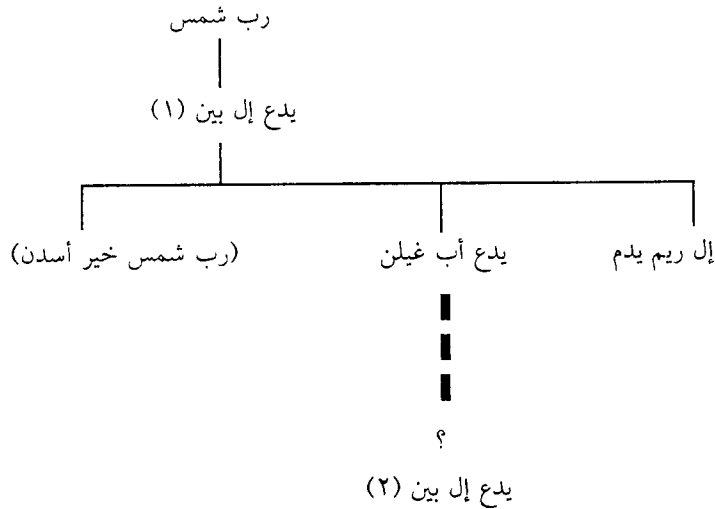 رب شمس
يدع إل بين (١)
إل ريم يدم
يدع أب غيلن
(رب شمس خير أسدن)
؟
يدع إل بين (٢)